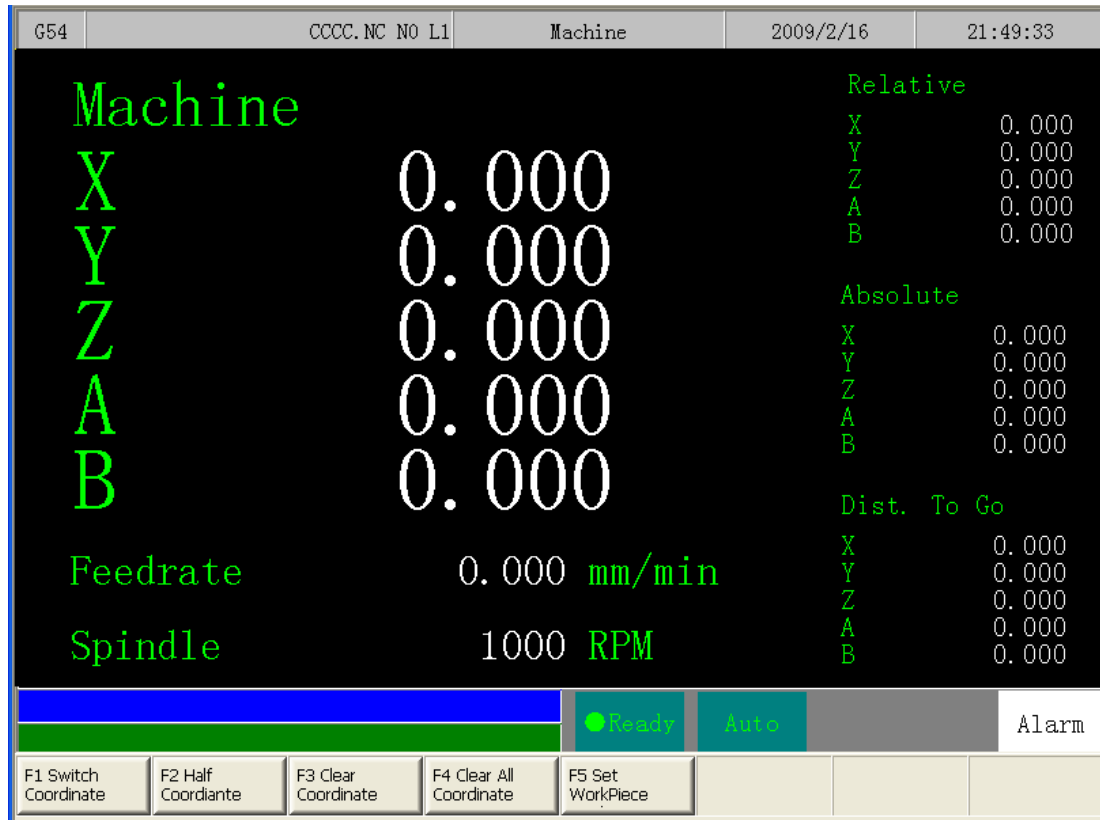 G54 CCCC.NC N0 L1 Machine 2009/2/16 21:49:33
Machine
X 0.000
Y 0.000
Z 0.000
A 0.000
B 0.000
Feedrate 0.000 mm/min
Spindle 1000 RPM
Relative
X 0.000
Y 0.000
Z 0.000
A 0.000
B 0.000
Absolute
X 0.000
Y 0.000
Z 0.000
A 0.000
B 0.000
Dist. To Go
X 0.000
Y 0.000
Z 0.000
A 0.000
B 0.000
Ready Auto Alarm
F1 Switch
Coordinate
F2 Half
Coordiante
F3 Clear
Coordinate
F4 Clear All
Coordinate
F5 Set
WorkPiece